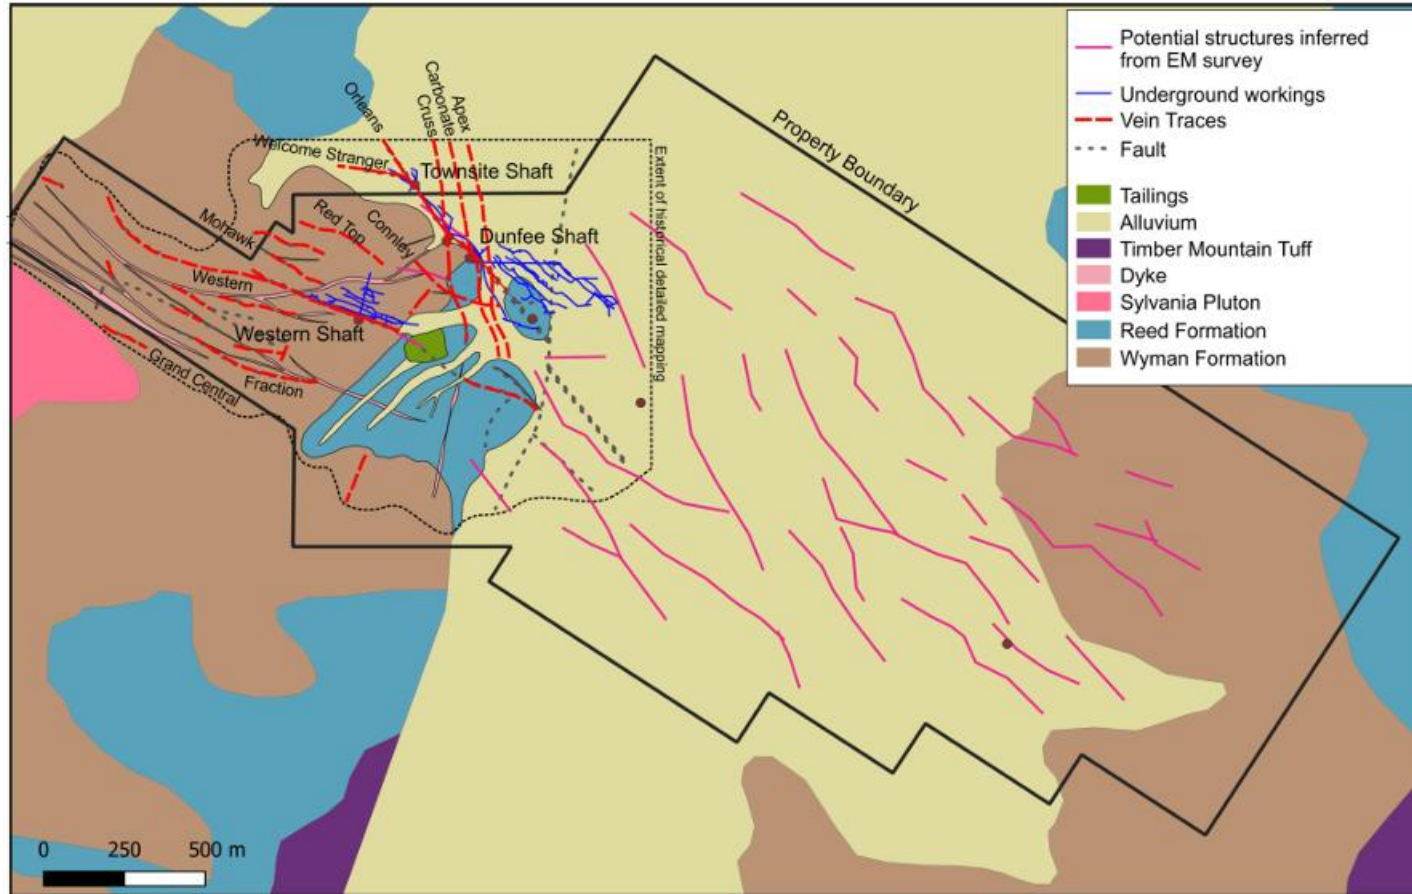 Potential structures inferred
from EM survey
Underground workings
Vein Traces
Fault
Tailings
Alluvium
Timber Mountain Tuff
Dyke
Sylvania Pluton
Reed Formation
Wyman Formation
Property Boundary
Extent of historical detailed mapping
Orleans
Cruss
Carbonate
Apex
Welcome Stranger
Townsite Shaft
Mohawk
Red Top
Connley
Dunfee Shaft
Western
Western Shaft
Grand Central
Fraction
0 250 500 m